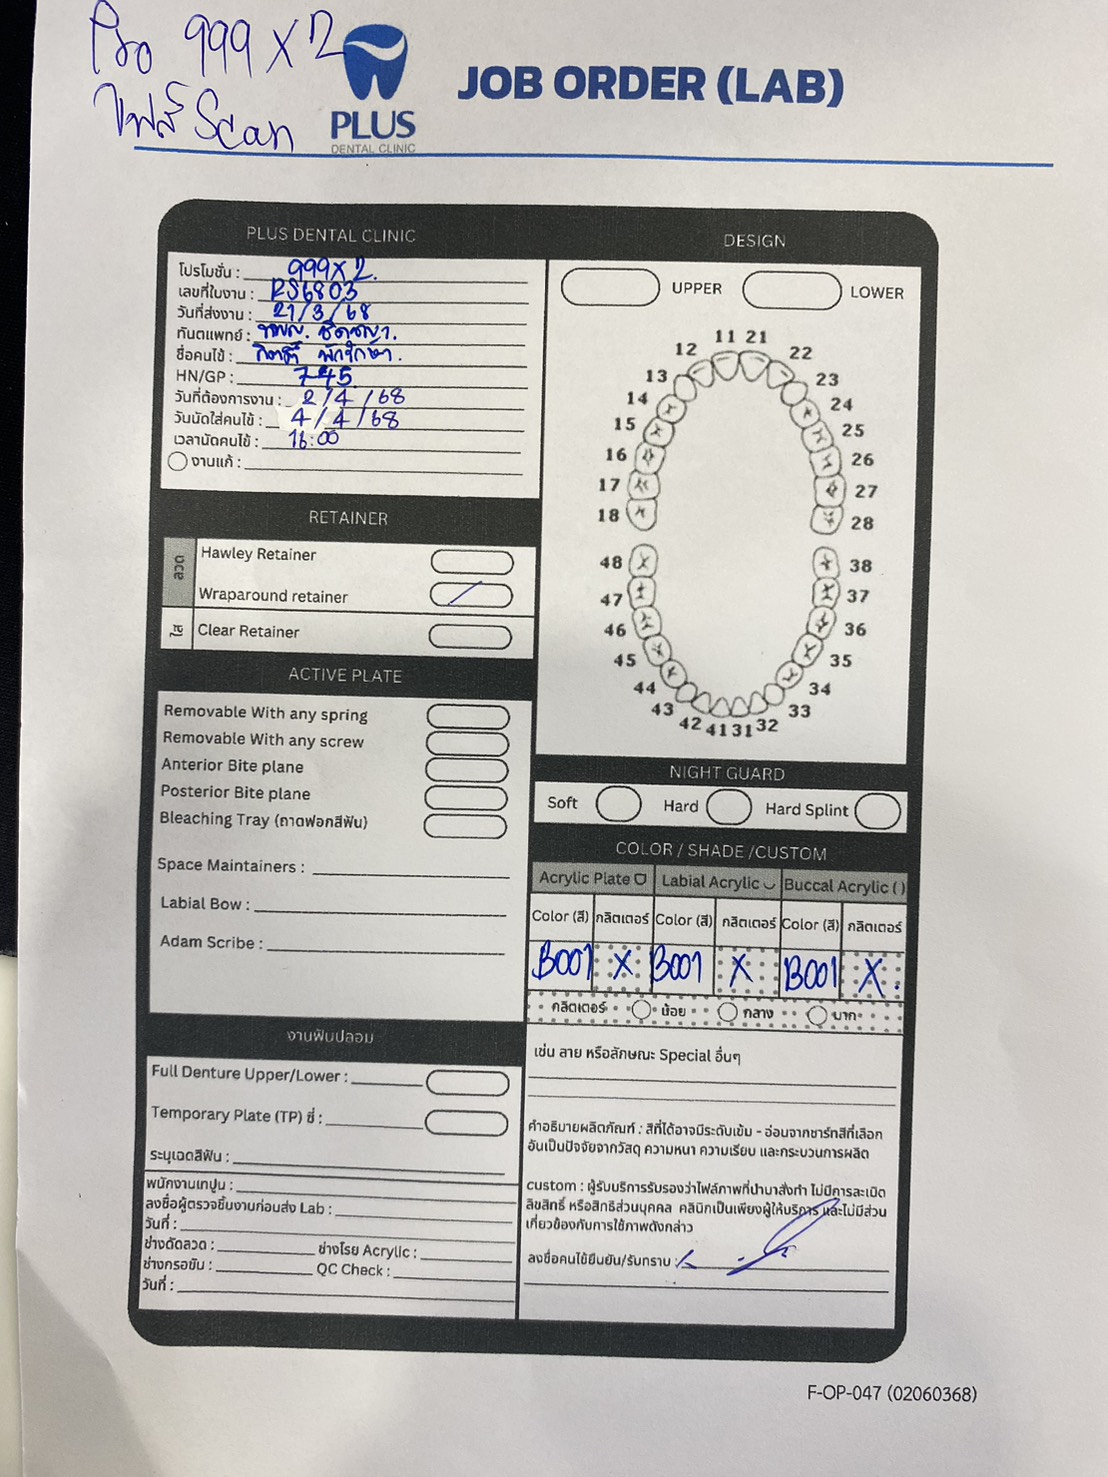 Pro 999 X 2
ไฟล์ Scan
PLUS
DENTAL CLINIC
JOB ORDER (LAB)
PLUS DENTAL CLINIC
โปรโมชั่น : 999 X 2.
เลขที่ใบงาน : RS6803
วันที่ส่งงาน : 21/3/68
ทันตแพทย์ : ทพญ.
ชื่อคนไข้ :
HN/GP : 745
วันที่ต้องการงาน : 2/4/68
วันนัดใส่คนไข้ : 4/4/68
เวลานัดคนไข้ : 16:00
งานแก้ :
DESIGN
UPPER
LOWER
11 21
12 22
13 23
14 24
15 25
16 26
17 27
18 28
48 38
47 37
46 36
45 35
44 34
43 33
42 41 31 32
RETAINER
ลวด
Hawley Retainer
Wraparound retainer
ใส
Clear Retainer
ACTIVE PLATE
Removable With any spring
Removable With any screw
Anterior Bite plane
Posterior Bite plane
Bleaching Tray (ถาดฟอกสีฟัน)
Space Maintainers :
Labial Bow :
Adam Scribe :
NIGHT GUARD
Soft Hard Hard Splint
COLOR / SHADE /CUSTOM
Acrylic Plate Labial Acrylic Buccal Acrylic ( )
Color (สี) กลิตเตอร์ Color (สี) กลิตเตอร์ Color (สี) กลิตเตอร์
B001 X B001 X B001 X.
กลิตเตอร์ น้อย กลาง มาก
เช่น ลาย หรือลักษณะ Special อื่นๆ
งานฟันปลอม
Full Denture Upper/Lower :
Temporary Plate (TP) ซี่ :
ระบุเฉดสีฟัน :
พนักงานเทปูน :
ลงชื่อผู้ตรวจชิ้นงานก่อนส่ง Lab :
วันที่ :
ช่างดัดลวด : ช่างโรย Acrylic :
ช่างกรอขัน : QC Check :
วันที่ :
คำอธิบายผลิตภัณฑ์ : สีที่ได้อาจมีระดับเข้ม - อ่อนจากชาร์ทสีที่เลือก
อันเป็นปัจจัยจากวัสดุ ความหนา ความเรียบ และกระบวนการผลิต
custom : ผู้รับบริการรับรองว่าไฟล์ภาพที่นำมาสั่งทำ ไม่มีการละเมิด
ลิขสิทธิ์ หรือสิทธิส่วนบุคคล คลินิกเป็นเพียงผู้ให้บริการ และไม่มีส่วน
เกี่ยวข้องกับการใช้ภาพดังกล่าว
ลงชื่อคนไข้ยืนยัน/รับทราบ :
F-OP-047 (02060368)